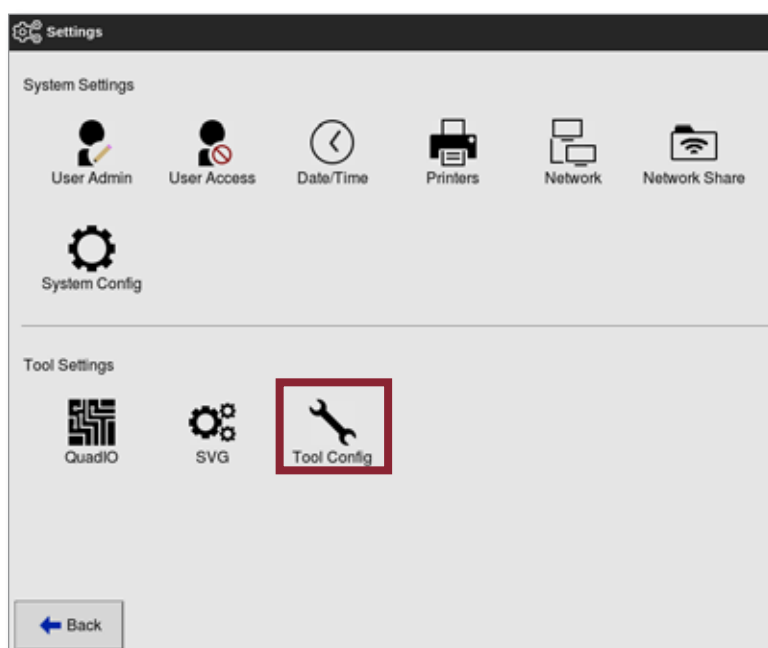 Settings
System Settings
User Admin User Access Date/Time Printers Network Network Share
System Config
Tool Settings
QuadIO SVG Tool Config
Back